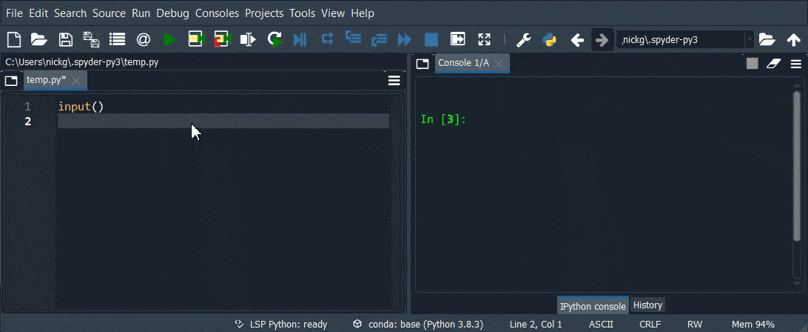 File Edit Search Source Run Debug Consoles Projects Tools View Help
@
nickg\.spyder-py3
C:\Users\nickg\.spyder-py3\temp.py
temp.py*
Console 1/A
1 input()
2
In [3]:
IPython console
History
LSP Python: ready
conda: base (Python 3.8.3)
Line 2, Col 1
ASCII
CRLF
RW
Mem 94%